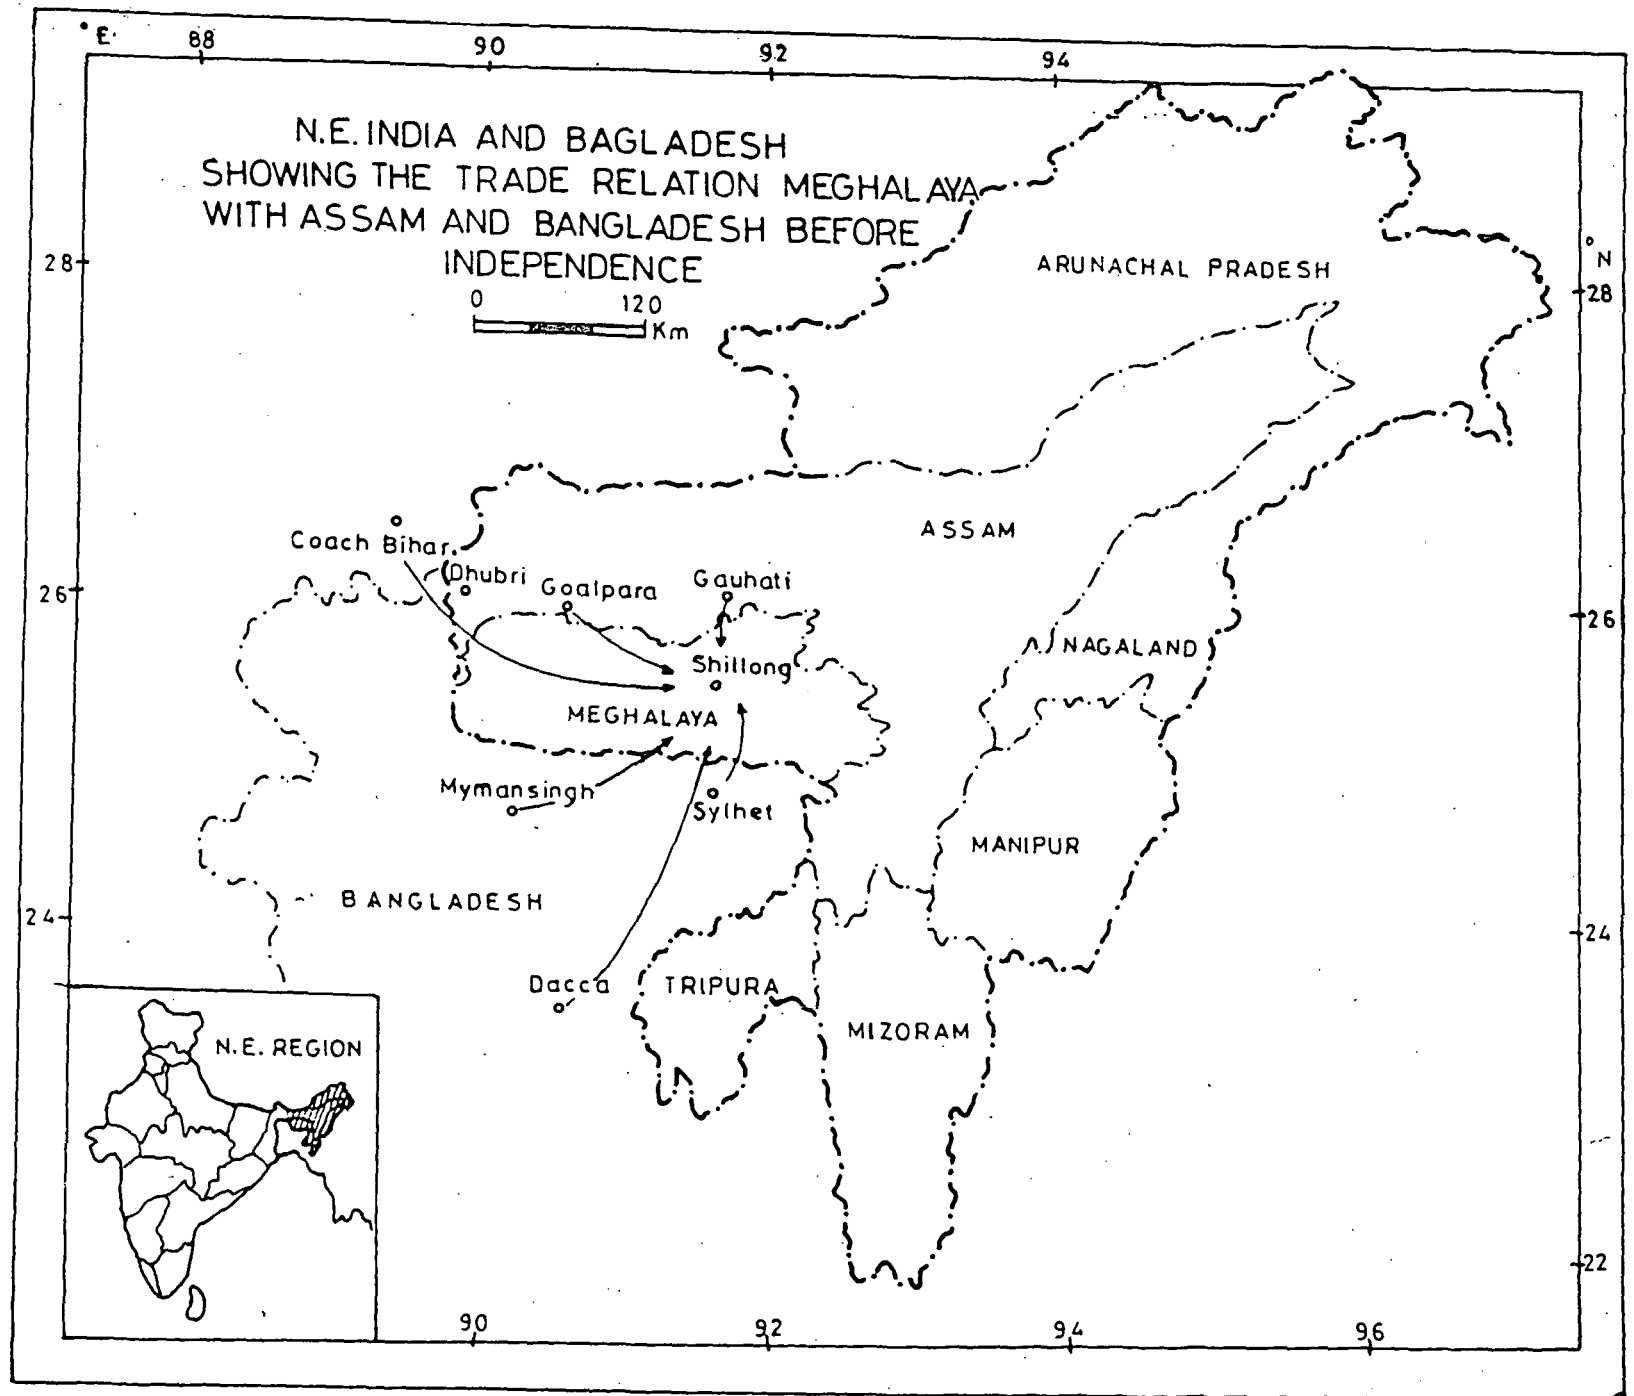 ° E.
88
90
92
94
N.E. INDIA AND BAGLADESH
SHOWING THE TRADE RELATION MEGHALAYA
WITH ASSAM AND BANGLADESH BEFORE
INDEPENDENCE
0 120
Km
28
ARUNACHAL PRADESH
° N
28
ASSAM
Coach Bihar
Dhubri
Goalpara
Gauhati
26
26
NAGALAND
Shillong
MEGHALAYA
Mymansingh
Sylhet
MANIPUR
BANGLADESH
24
24
Dacca
TRIPURA
MIZORAM
N.E. REGION
22
90
92
94
96